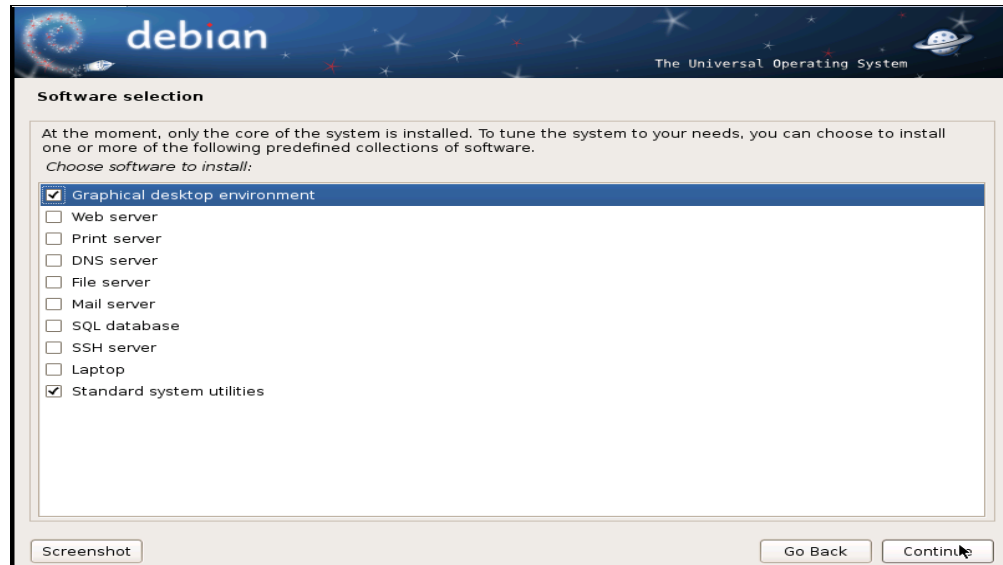 debian
The Universal Operating System
Software selection
At the moment, only the core of the system is installed. To tune the system to your needs, you can choose to install
one or more of the following predefined collections of software.
Choose software to install:
Graphical desktop environment
Web server
Print server
DNS server
File server
Mail server
SQL database
SSH server
Laptop
Standard system utilities
Screenshot
Go Back
Continue